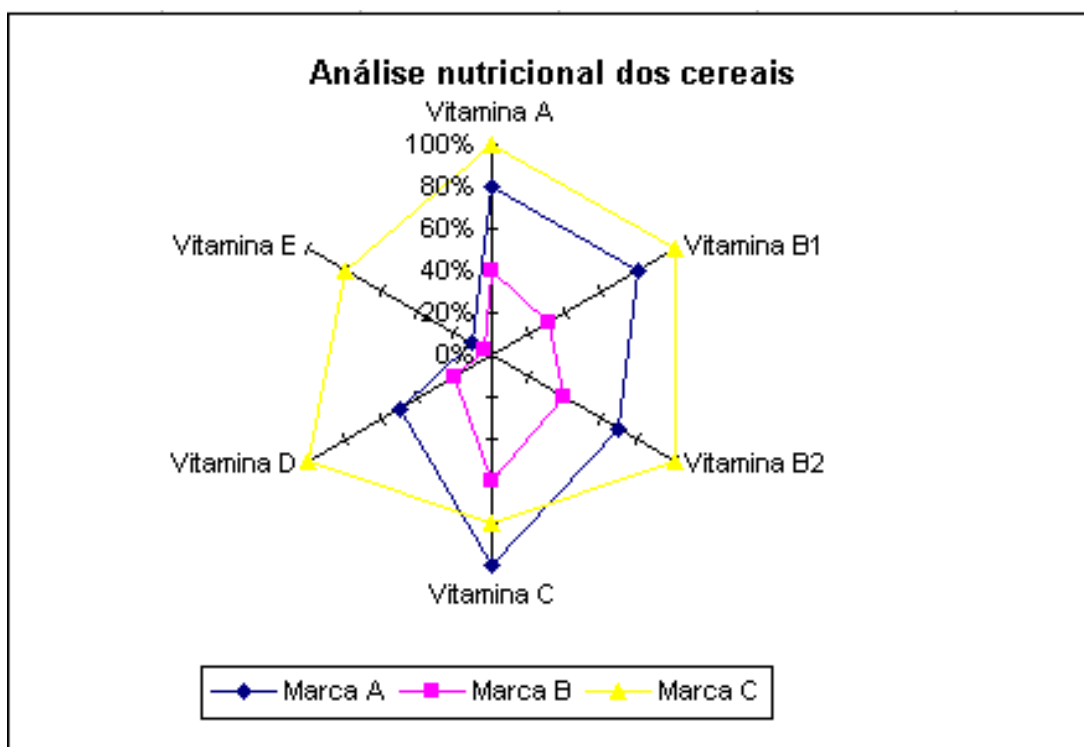 Análise nutricional dos cereais
Vitamina A
100%
80%
60%
40%
20%
0%
Vitamina E
Vitamina B1
Vitamina D
Vitamina B2
Vitamina C
Marca A
Marca B
Marca C